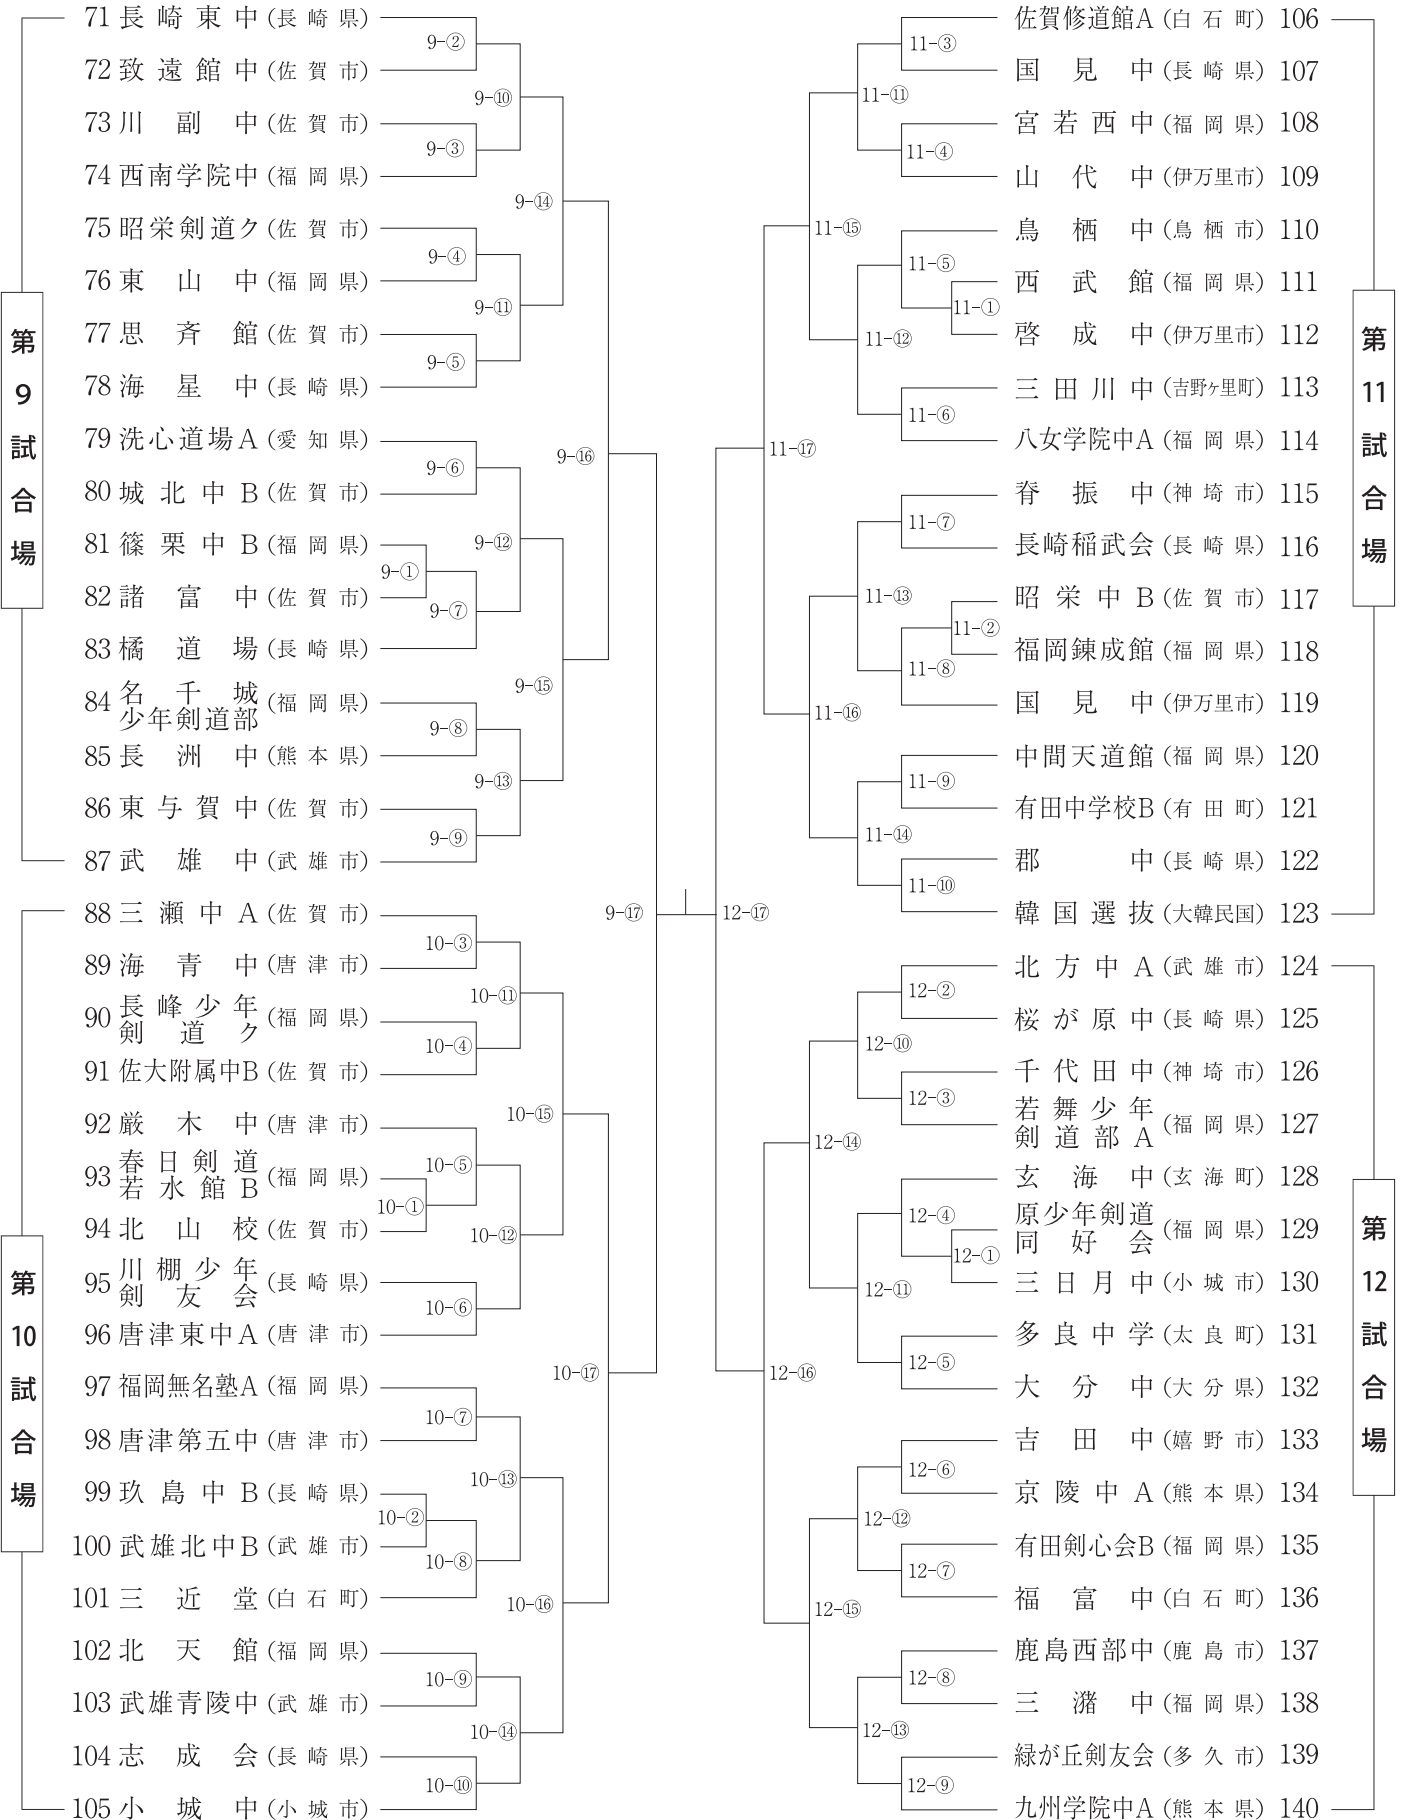 第9試合場
71 長崎東中 (長崎県)
72 致遠館中 (佐賀市)
73 川副中 (佐賀市)
74 西南学院中 (福岡県)
75 昭栄剣道ク (佐賀市)
76 東山中 (福岡県)
77 思斉館 (佐賀市)
78 海星中 (長崎県)
79 洗心道場A (愛知県)
80 城北中B (佐賀市)
81 篠栗中B (福岡県)
82 諸富中 (佐賀市)
83 橘道場 (長崎県)
84 名千城
少年剣道部 (福岡県)
85 長洲中 (熊本県)
86 東与賀中 (佐賀市)
87 武雄中 (武雄市)
9-②
9-③
9-④
9-⑤
9-⑥
9-①
9-⑦
9-⑧
9-⑨
9-⑩
9-⑪
9-⑫
9-⑬
9-⑭
9-⑮
9-⑯
9-⑰
第10試合場
88 三瀬中A (佐賀市)
89 海青中 (唐津市)
90 長峰少年
剣道ク (福岡県)
91 佐大附属中B (佐賀市)
92 厳木中 (唐津市)
93 春日剣道
若水館B (福岡県)
94 北山校 (佐賀市)
95 川棚少年
剣友会 (長崎県)
96 唐津東中A (唐津市)
97 福岡無名塾A (福岡県)
98 唐津第五中 (唐津市)
99 玖島中B (長崎県)
100 武雄北中B (武雄市)
101 三近堂 (白石町)
102 北天館 (福岡県)
103 武雄青陵中 (武雄市)
104 志成会 (長崎県)
105 小城中 (小城市)
10-③
10-④
10-⑤
10-①
10-⑥
10-⑦
10-②
10-⑧
10-⑨
10-⑩
10-⑪
10-⑫
10-⑬
10-⑭
10-⑮
10-⑯
10-⑰
第11試合場
佐賀修道館A (白石町) 106
国見中 (長崎県) 107
宮若西中 (福岡県) 108
山代中 (伊万里市) 109
鳥栖中 (鳥栖市) 110
西武館 (福岡県) 111
啓成中 (伊万里市) 112
三田川中 (吉野ヶ里町) 113
八女学院中A (福岡県) 114
脊振中 (神埼市) 115
長崎稲武会 (長崎県) 116
昭栄中B (佐賀市) 117
福岡錬成館 (福岡県) 118
国見中 (伊万里市) 119
中間天道館 (福岡県) 120
有田中学校B (有田町) 121
郡中 (長崎県) 122
韓国選抜 (大韓民国) 123
11-③
11-④
11-⑤
11-①
11-⑥
11-⑦
11-②
11-⑧
11-⑨
11-⑩
11-⑪
11-⑫
11-⑬
11-⑭
11-⑮
11-⑯
11-⑰
第12試合場
北方中A (武雄市) 124
桜が原中 (長崎県) 125
千代田中 (神埼市) 126
若舞少年
剣道部A (福岡県) 127
玄海中 (玄海町) 128
原少年剣道
同好会 (福岡県) 129
三日月中 (小城市) 130
多良中学 (太良町) 131
大分中 (大分県) 132
吉田中 (嬉野市) 133
京陵中A (熊本県) 134
有田剣心会B (福岡県) 135
福富中 (白石町) 136
鹿島西部中 (鹿島市) 137
三潴中 (福岡県) 138
緑が丘剣友会 (多久市) 139
九州学院中A (熊本県) 140
12-②
12-③
12-④
12-①
12-⑤
12-⑥
12-⑦
12-⑧
12-⑨
12-⑩
12-⑪
12-⑫
12-⑬
12-⑭
12-⑮
12-⑯
12-⑰